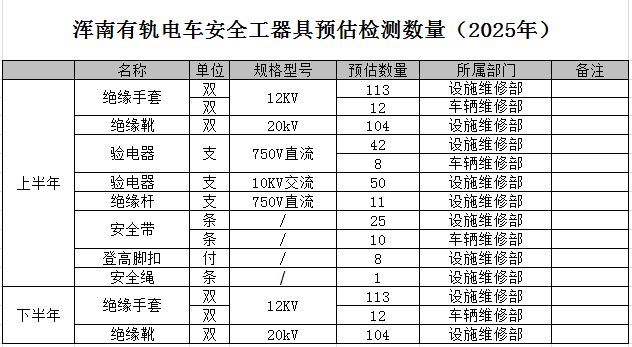 浑南有轨电车安全工器具预估检测数量（2025年）
名称 单位 规格型号 预估数量 所属部门 备注
上半年 绝缘手套 双 12KV 113 设施维修部
双 12 车辆维修部
绝缘靴 双 20kV 104 设施维修部
验电器 支 750V直流 42 设施维修部
8 车辆维修部
验电器 支 10KV交流 50 设施维修部
绝缘杆 支 750V直流 11 设施维修部
安全带 条 / 25 设施维修部
条 / 10 车辆维修部
登高脚扣 付 / 8 设施维修部
安全绳 条 / 1 设施维修部
下半年 绝缘手套 双 12KV 113 设施维修部
双 12 车辆维修部
绝缘靴 双 20kV 104 设施维修部